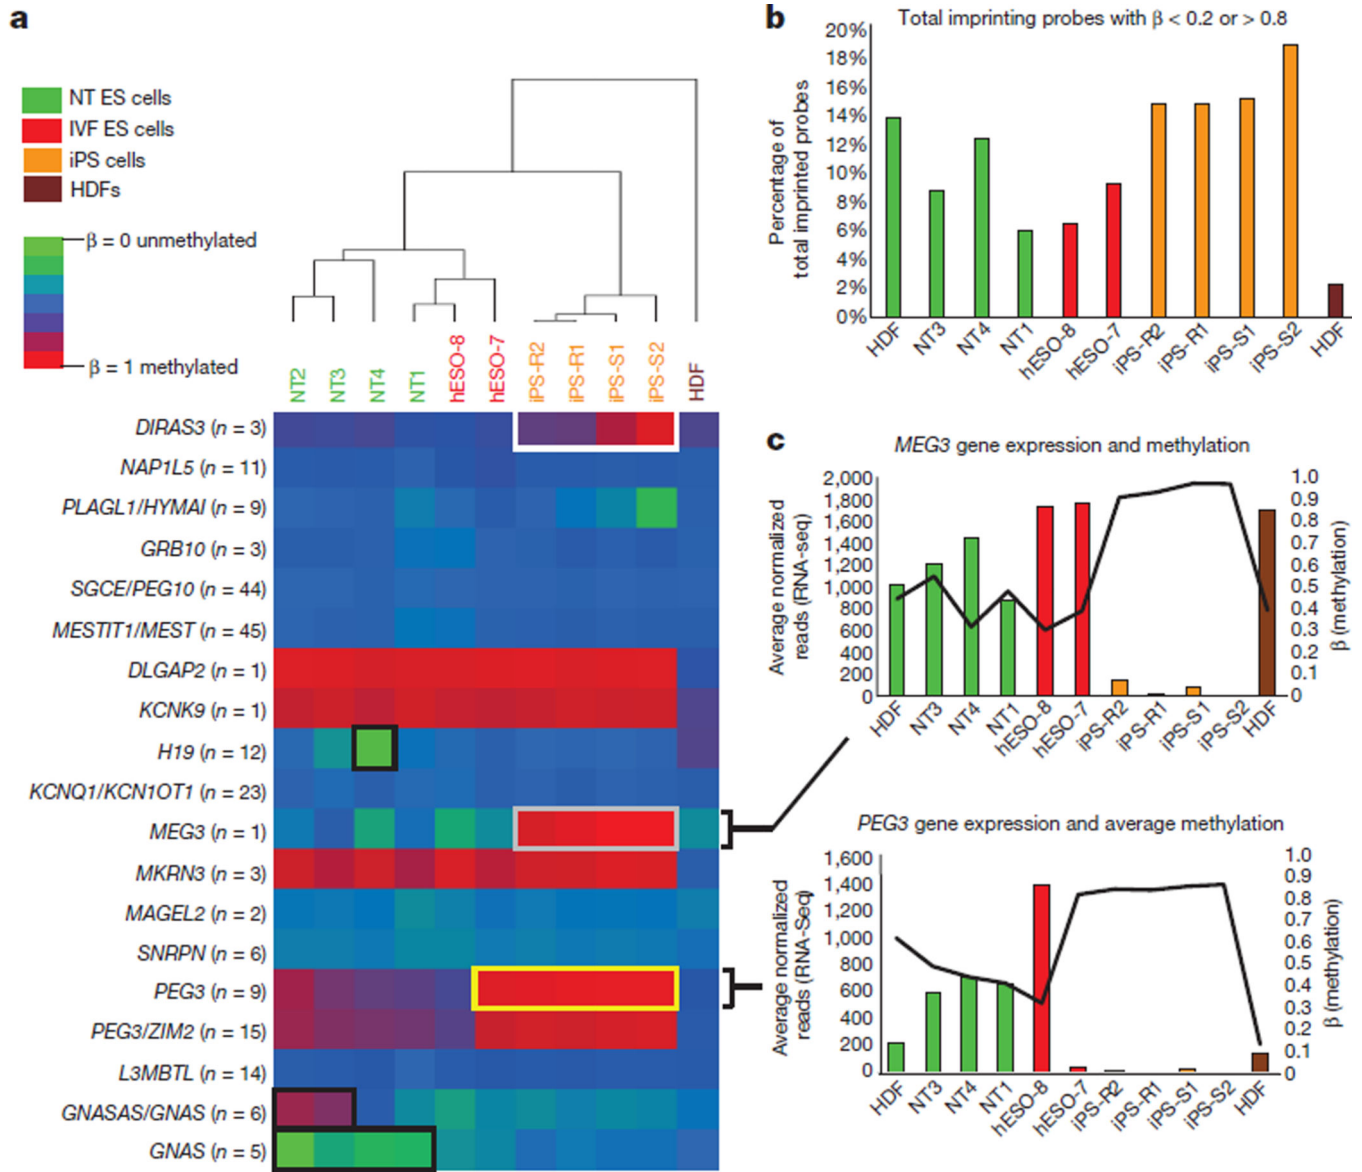 a
NT ES cells
IVF ES cells
iPS cells
HDFs
β = 0 unmethylated
β = 1 methylated
NT2
NT3
NT4
NT1
hESO-8
hESO-7
iPS-R2
iPS-R1
iPS-S1
iPS-S2
HDF
DIRAS3 (n = 3)
NAP1L5 (n = 11)
PLAGL1/HYMAI (n = 9)
GRB10 (n = 3)
SGCE/PEG10 (n = 44)
MESTIT1/MEST (n = 45)
DLGAP2 (n = 1)
KCNK9 (n = 1)
H19 (n = 12)
KCNQ1/KCN1OT1 (n = 23)
MEG3 (n = 1)
MKRN3 (n = 3)
MAGEL2 (n = 2)
SNRPN (n = 6)
PEG3 (n = 9)
PEG3/ZIM2 (n = 15)
L3MBTL (n = 14)
GNASAS/GNAS (n = 6)
GNAS (n = 5)
b
Total imprinting probes with β < 0.2 or > 0.8
Percentage of
total imprinted probes
20%
18%
16%
14%
12%
10%
8%
6%
4%
2%
0%
HDF
NT3
NT4
NT1
hESO-8
hESO-7
iPS-R2
iPS-R1
iPS-S1
iPS-S2
HDF
c
MEG3 gene expression and methylation
Average normalized
reads (RNA-seq)
2,000
1,800
1,600
1,400
1,200
1,000
800
600
400
200
0
1.0
0.9
0.8
0.7
0.6
0.5
0.4
0.3
0.2
0.1
0
β (methylation)
HDF
NT3
NT4
NT1
hESO-8
hESO-7
iPS-R2
iPS-R1
iPS-S1
iPS-S2
HDF
PEG3 gene expression and average methylation
Average normalized
reads (RNA-Seq)
1,600
1,400
1,200
1,000
800
600
400
200
0
1.0
0.9
0.8
0.7
0.6
0.5
0.4
0.3
0.2
0.1
0
β (methylation)
HDF
NT3
NT4
NT1
hESO-8
hESO-7
iPS-R2
iPS-R1
iPS-S1
iPS-S2
HDF